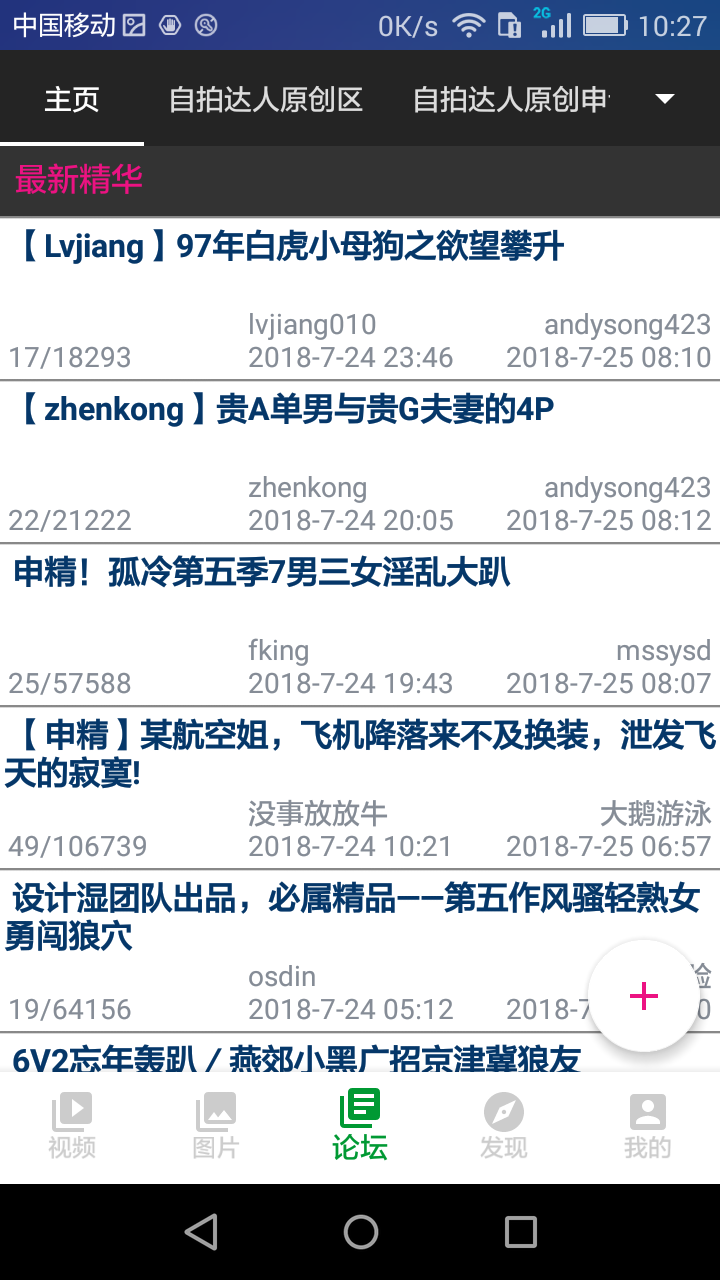 中国移动 0K/s 2G 10:27
主页 自拍达人原创区 自拍达人原创申
最新精华
【Lvjiang】97年白虎小母狗之欲望攀升
lvjiang010 andysong423
17/18293 2018-7-24 23:46 2018-7-25 08:10
【zhenkong】贵A单男与贵G夫妻的4P
zhenkong andysong423
22/21222 2018-7-24 20:05 2018-7-25 08:12
申精！孤冷第五季7男三女淫乱大趴
fking mssysd
25/57588 2018-7-24 19:43 2018-7-25 08:07
【申精】某航空姐，飞机降落来不及换装，泄发飞
天的寂寞!
没事放放牛 大鹅游泳
49/106739 2018-7-24 10:21 2018-7-25 06:57
设计湿团队出品，必属精品——第五作风骚轻熟女
勇闯狼穴
osdin
19/64156 2018-7-24 05:12 2018-7
6V2忘年轰趴 / 燕郊小黑广招京津冀狼友
视频 图片 论坛 发现 我的